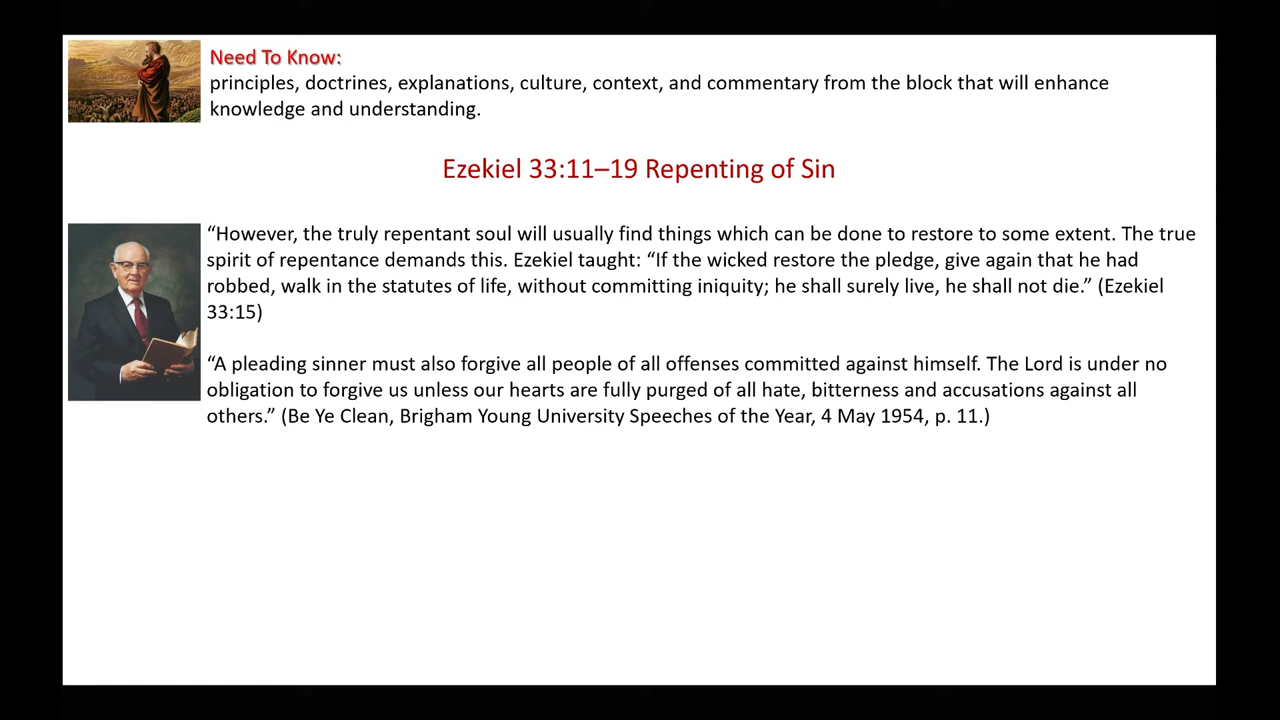 Need To Know:
principles, doctrines, explanations, culture, context, and commentary from the block that will enhance
knowledge and understanding.
Ezekiel 33:11–19 Repenting of Sin
“However, the truly repentant soul will usually find things which can be done to restore to some extent. The true
spirit of repentance demands this. Ezekiel taught: “If the wicked restore the pledge, give again that he had
robbed, walk in the statutes of life, without committing iniquity; he shall surely live, he shall not die.” (Ezekiel
33:15)
“A pleading sinner must also forgive all people of all offenses committed against himself. The Lord is under no
obligation to forgive us unless our hearts are fully purged of all hate, bitterness and accusations against all
others.” (Be Ye Clean, Brigham Young University Speeches of the Year, 4 May 1954, p. 11.)